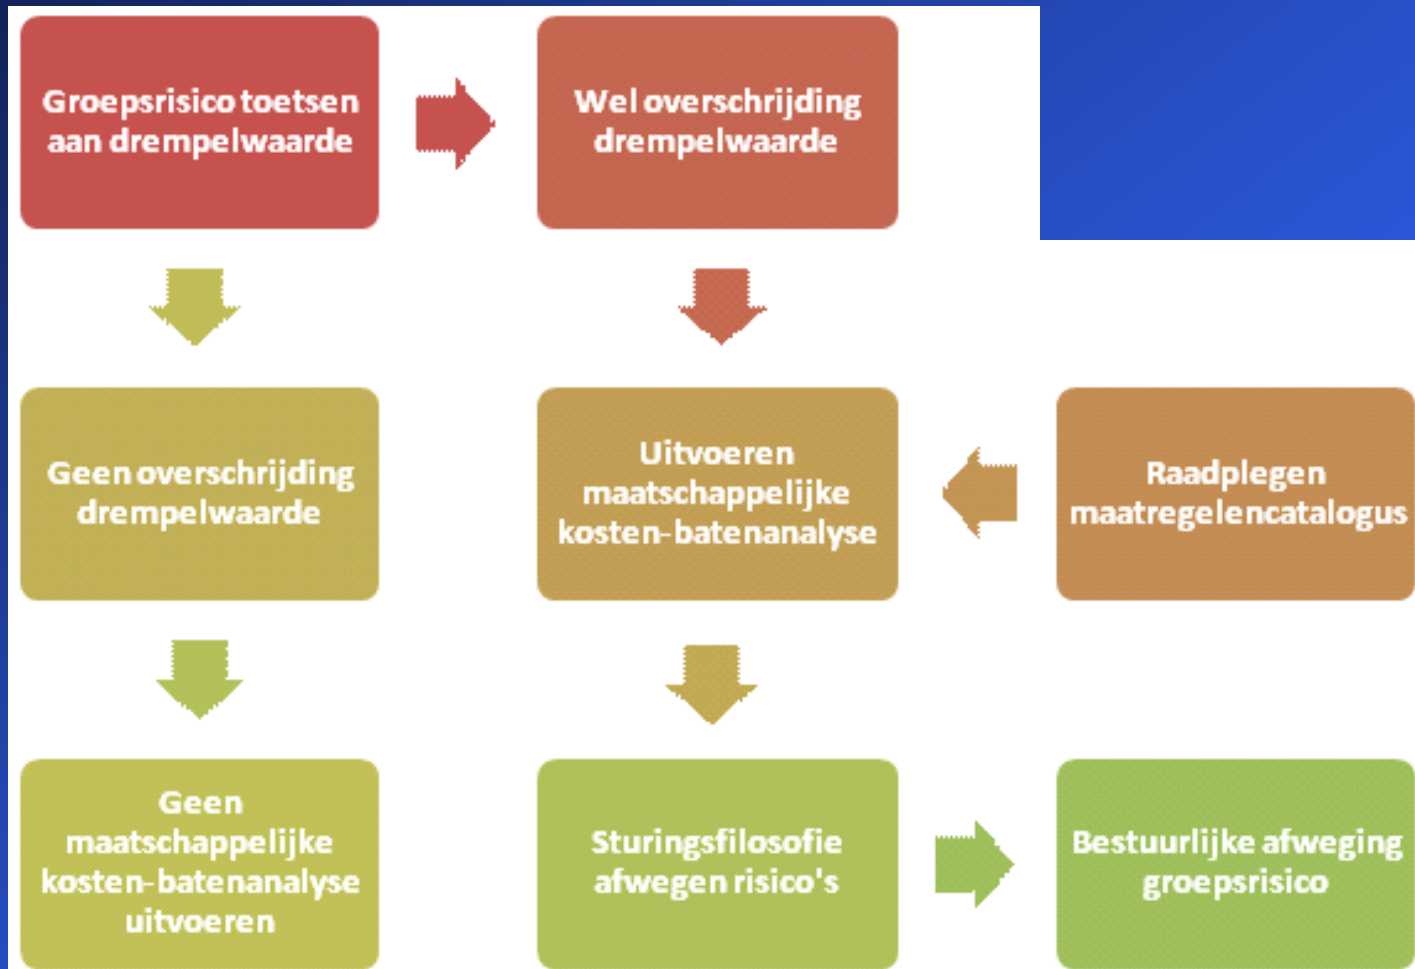 Groepsrisico toetsen
aan drempelwaarde
Wel overschrijding
drempelwaarde
Geen overschrijding
drempelwaarde
Uitvoeren
maatschappelijke
kosten-batenanalyse
Raadplegen
maatregelencatalogus
Geen
maatschappelijke
kosten-batenanalyse
uitvoeren
Sturingsfilosofie
afwegen risico's
Bestuurlijke afweging
groepsrisico